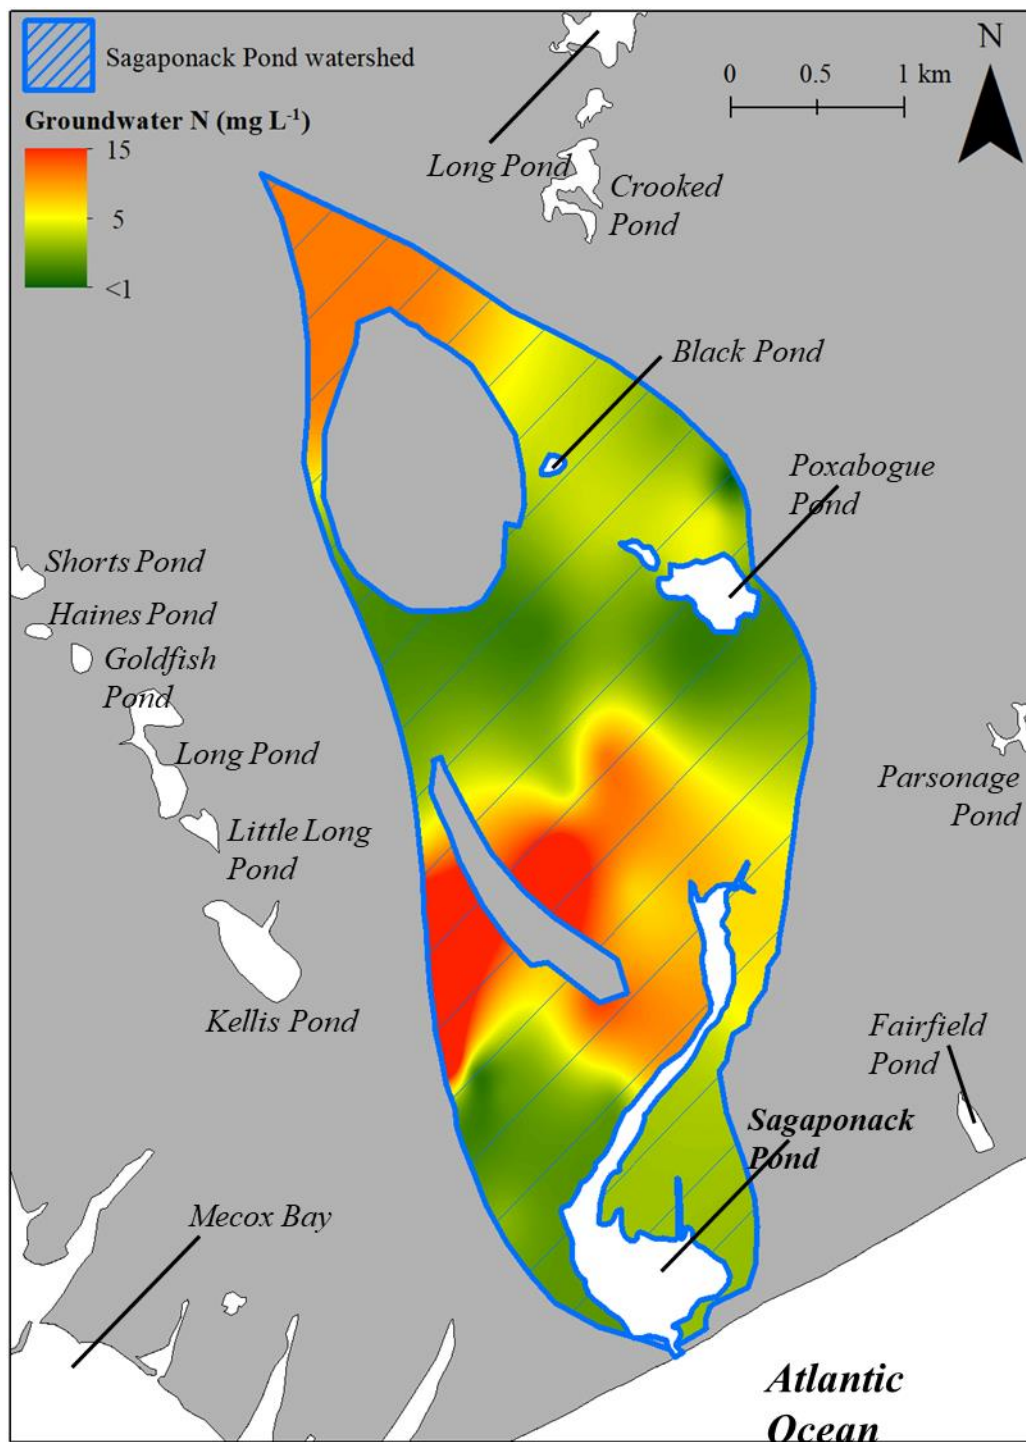 Sagaponack Pond watershed
Groundwater N (mg L⁻¹)
15
5
<1
0 0.5 1 km
N
Long Pond
Crooked
Pond
Black Pond
Poxabogue
Pond
Shorts Pond
Haines Pond
Goldfish
Pond
Long Pond
Little Long
Pond
Kellis Pond
Parsonage
Pond
Fairfield
Pond
Sagaponack
Pond
Mecox Bay
Atlantic
Ocean